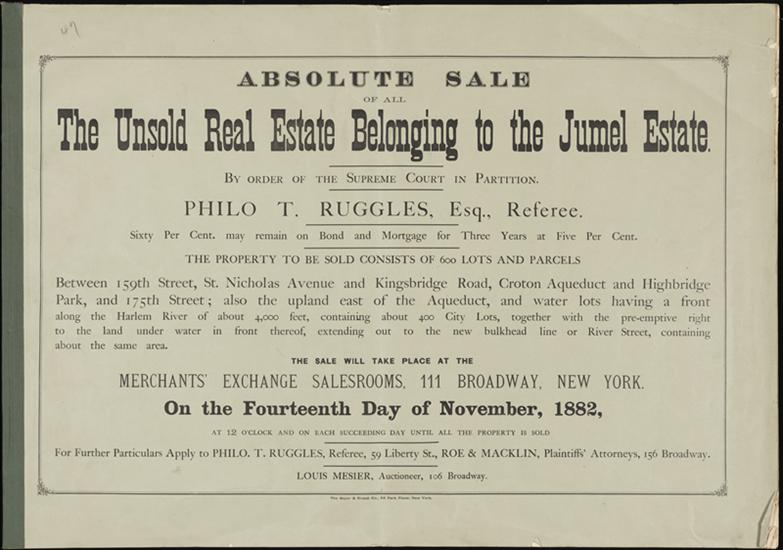 ABSOLUTE SALE
OF ALL
The Unsold Real Estate Belonging to the Jumel Estate.
BY ORDER OF THE SUPREME COURT IN PARTITION.
PHILO T. RUGGLES, Esq., Referee.
Sixty Per Cent. may remain on Bond and Mortgage for Three Years at Five Per Cent.
THE PROPERTY TO BE SOLD CONSISTS OF 600 LOTS AND PARCELS
Between 159th Street, St. Nicholas Avenue and Kingsbridge Road, Croton Aqueduct and Highbridge
Park, and 175th Street; also the upland east of the Aqueduct, and water lots having a front
along the Harlem River of about 4,000 feet, containing about 400 City Lots, together with the pre-emptive right
to the land under water in front thereof, extending out to the new bulkhead line or River Street, containing
about the same area.
THE SALE WILL TAKE PLACE AT THE
MERCHANTS' EXCHANGE SALESROOMS, 111 BROADWAY, NEW YORK.
On the Fourteenth Day of November, 1882,
AT 12 O'CLOCK AND ON EACH SUCCEEDING DAY UNTIL ALL THE PROPERTY IS SOLD
For Further Particulars Apply to PHILO. T. RUGGLES, Referee, 59 Liberty St., ROE & MACKLIN, Plaintiffs' Attorneys, 156 Broadway.
LOUIS MESIER, Auctioneer, 106 Broadway.